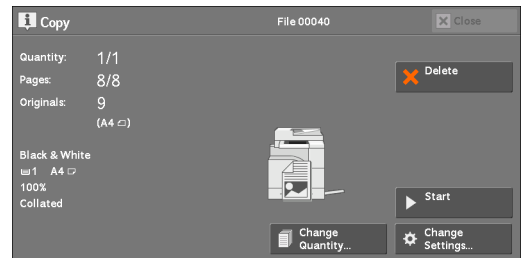 Copy
File 00040
Close
Quantity: 1/1
Pages: 8/8
Originals: 9
(A4)
Black & White
1 A4
100%
Collated
Delete
Start
Change
Quantity...
Change
Settings...